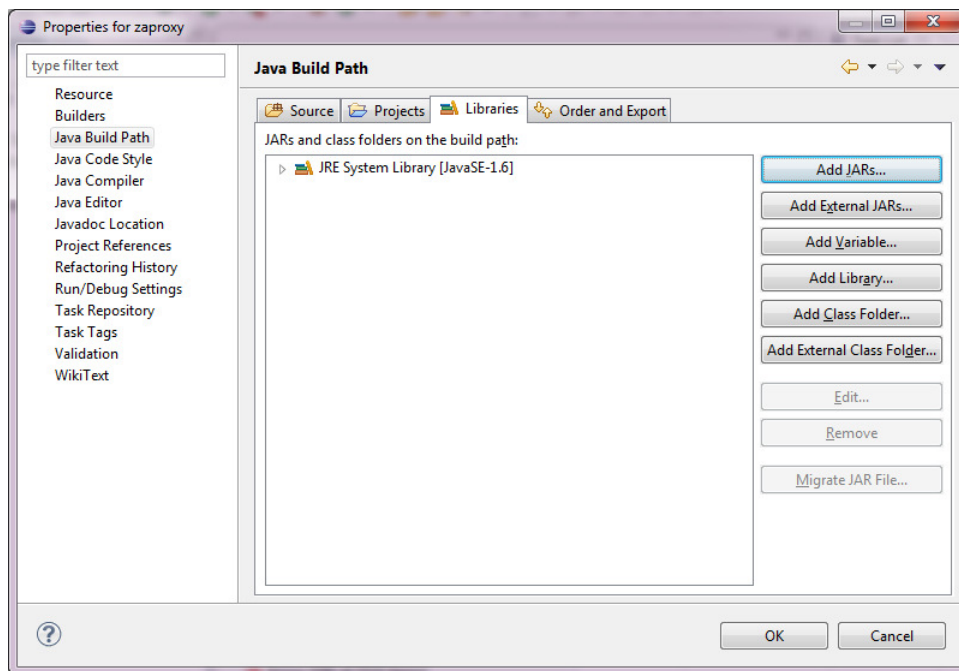 Properties for zaproxy
type filter text
Resource
Builders
Java Build Path
Java Code Style
Java Compiler
Java Editor
Javadoc Location
Project References
Refactoring History
Run/Debug Settings
Task Repository
Task Tags
Validation
WikiText
Java Build Path
Source Projects Libraries Order and Export
JARs and class folders on the build path:
JRE System Library [JavaSE-1.6]
Add JARs...
Add External JARs...
Add Variable...
Add Library...
Add Class Folder...
Add External Class Folder...
Edit...
Remove
Migrate JAR File...
?
OK Cancel